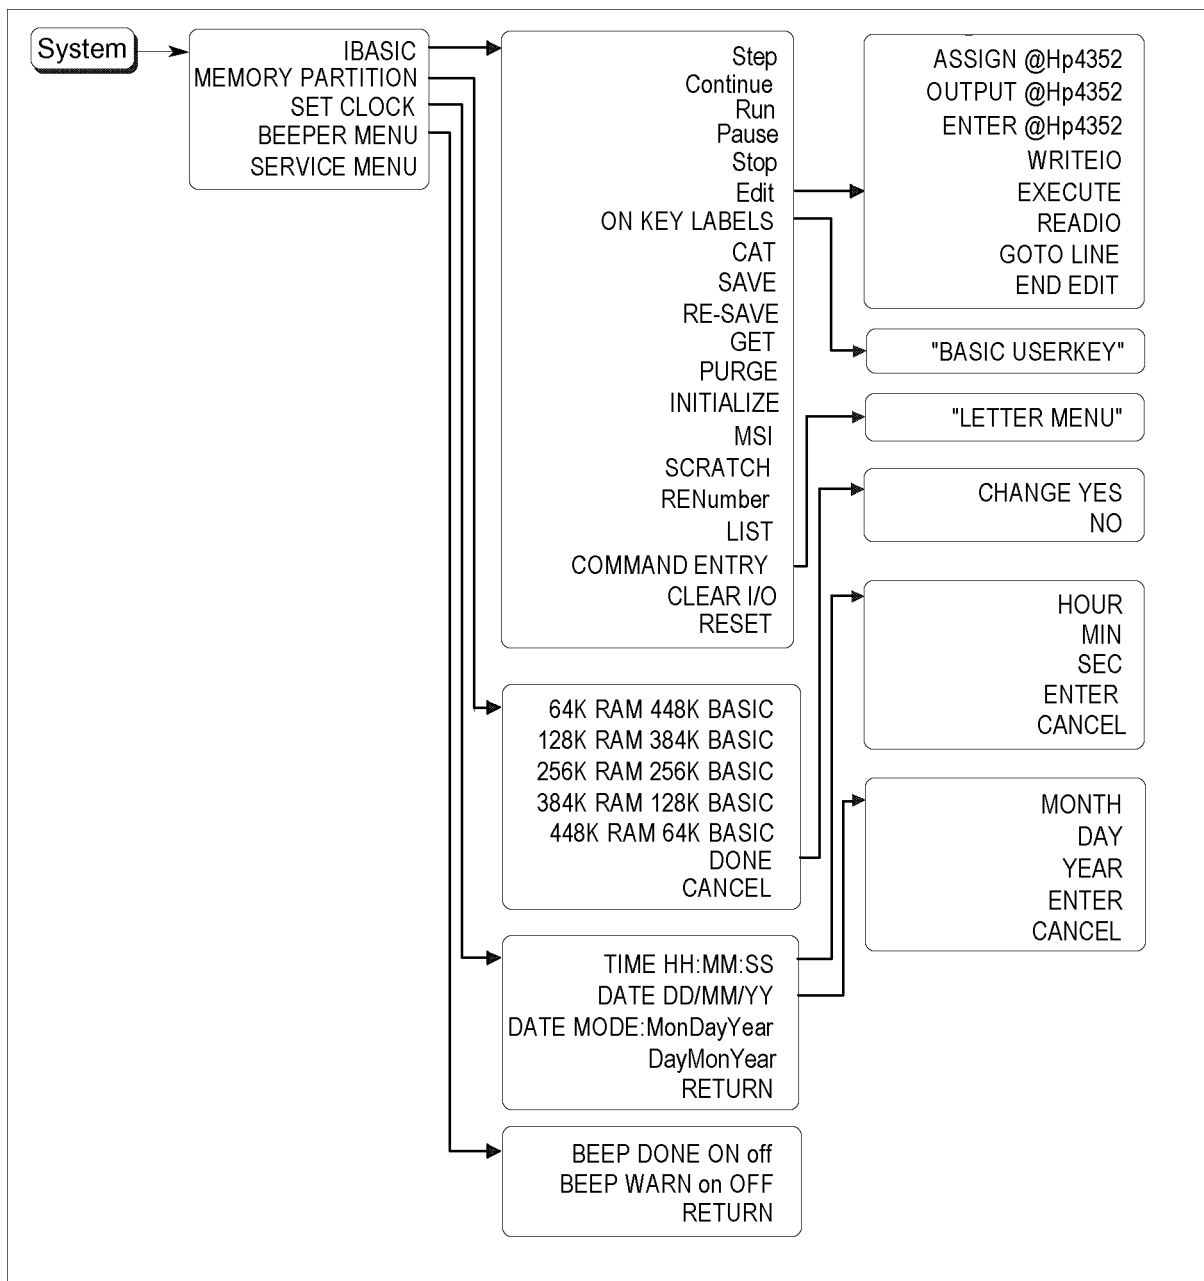 System
IBASIC
MEMORY PARTITION
SET CLOCK
BEEPER MENU
SERVICE MENU
Step
Continue
Run
Pause
Stop
Edit
ON KEY LABELS
CAT
SAVE
RE-SAVE
GET
PURGE
INITIALIZE
MSI
SCRATCH
RENumber
LIST
COMMAND ENTRY
CLEAR I/O
RESET
ASSIGN @Hp4352
OUTPUT @Hp4352
ENTER @Hp4352
WRITEIO
EXECUTE
READIO
GOTO LINE
END EDIT
"BASIC USERKEY"
"LETTER MENU"
64K RAM 448K BASIC
128K RAM 384K BASIC
256K RAM 256K BASIC
384K RAM 128K BASIC
448K RAM 64K BASIC
DONE
CANCEL
CHANGE YES
NO
TIME HH:MM:SS
DATE DD/MM/YY
DATE MODE:MonDayYear
DayMonYear
RETURN
HOUR
MIN
SEC
ENTER
CANCEL
MONTH
DAY
YEAR
ENTER
CANCEL
BEEP DONE ON off
BEEP WARN on OFF
RETURN